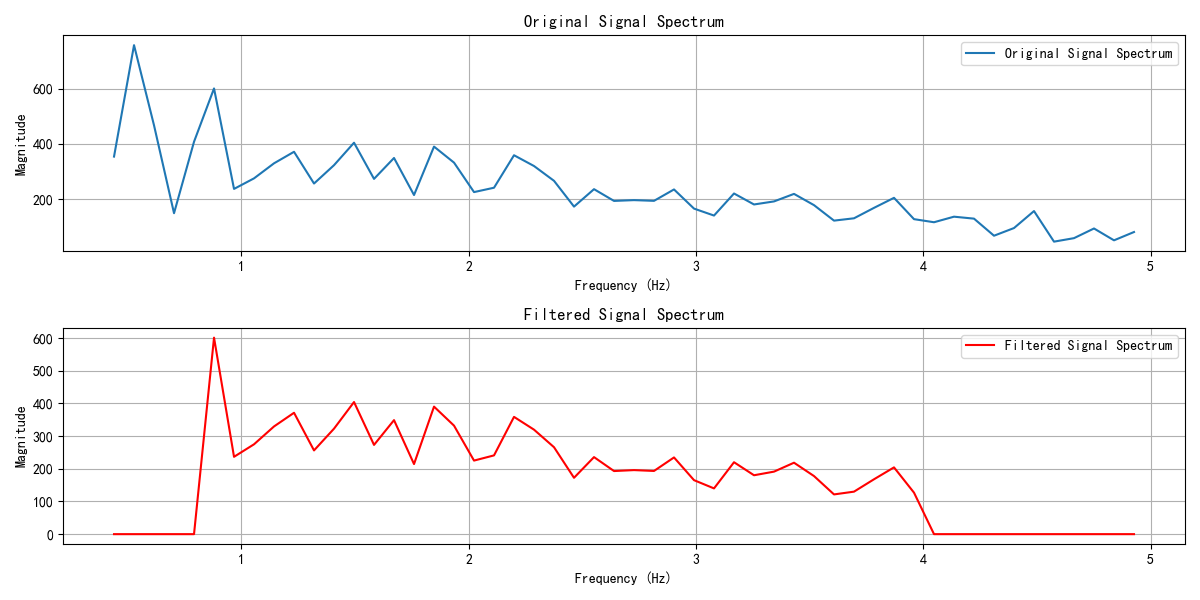 Original Signal Spectrum
Original Signal Spectrum
600
400
200
Magnitude
1 2 3 4 5
Frequency (Hz)
Filtered Signal Spectrum
Filtered Signal Spectrum
600
500
400
300
200
100
0
Magnitude
1 2 3 4 5
Frequency (Hz)